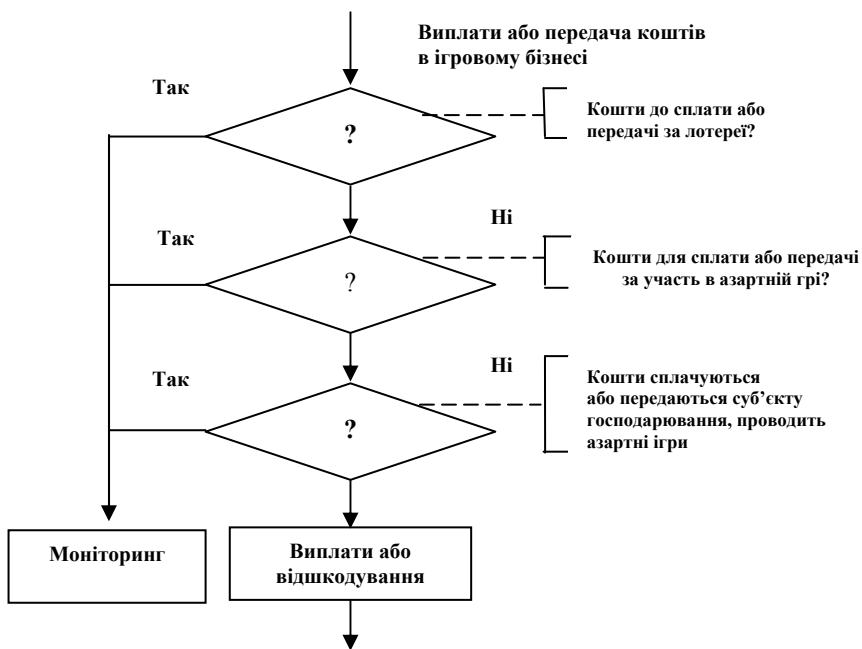 Виплати або передача коштів
в ігровому бізнесі
Так
?
Кошти до сплати або
передачі за лотереї?
Ні
Так
?
Кошти для сплати або передачі
за участь в азартній грі?
Ні
Так
?
Кошти сплачуються
або передаються суб’єкту
господарювання, проводить
азартні ігри
Моніторинг
Виплати або
відшкодування